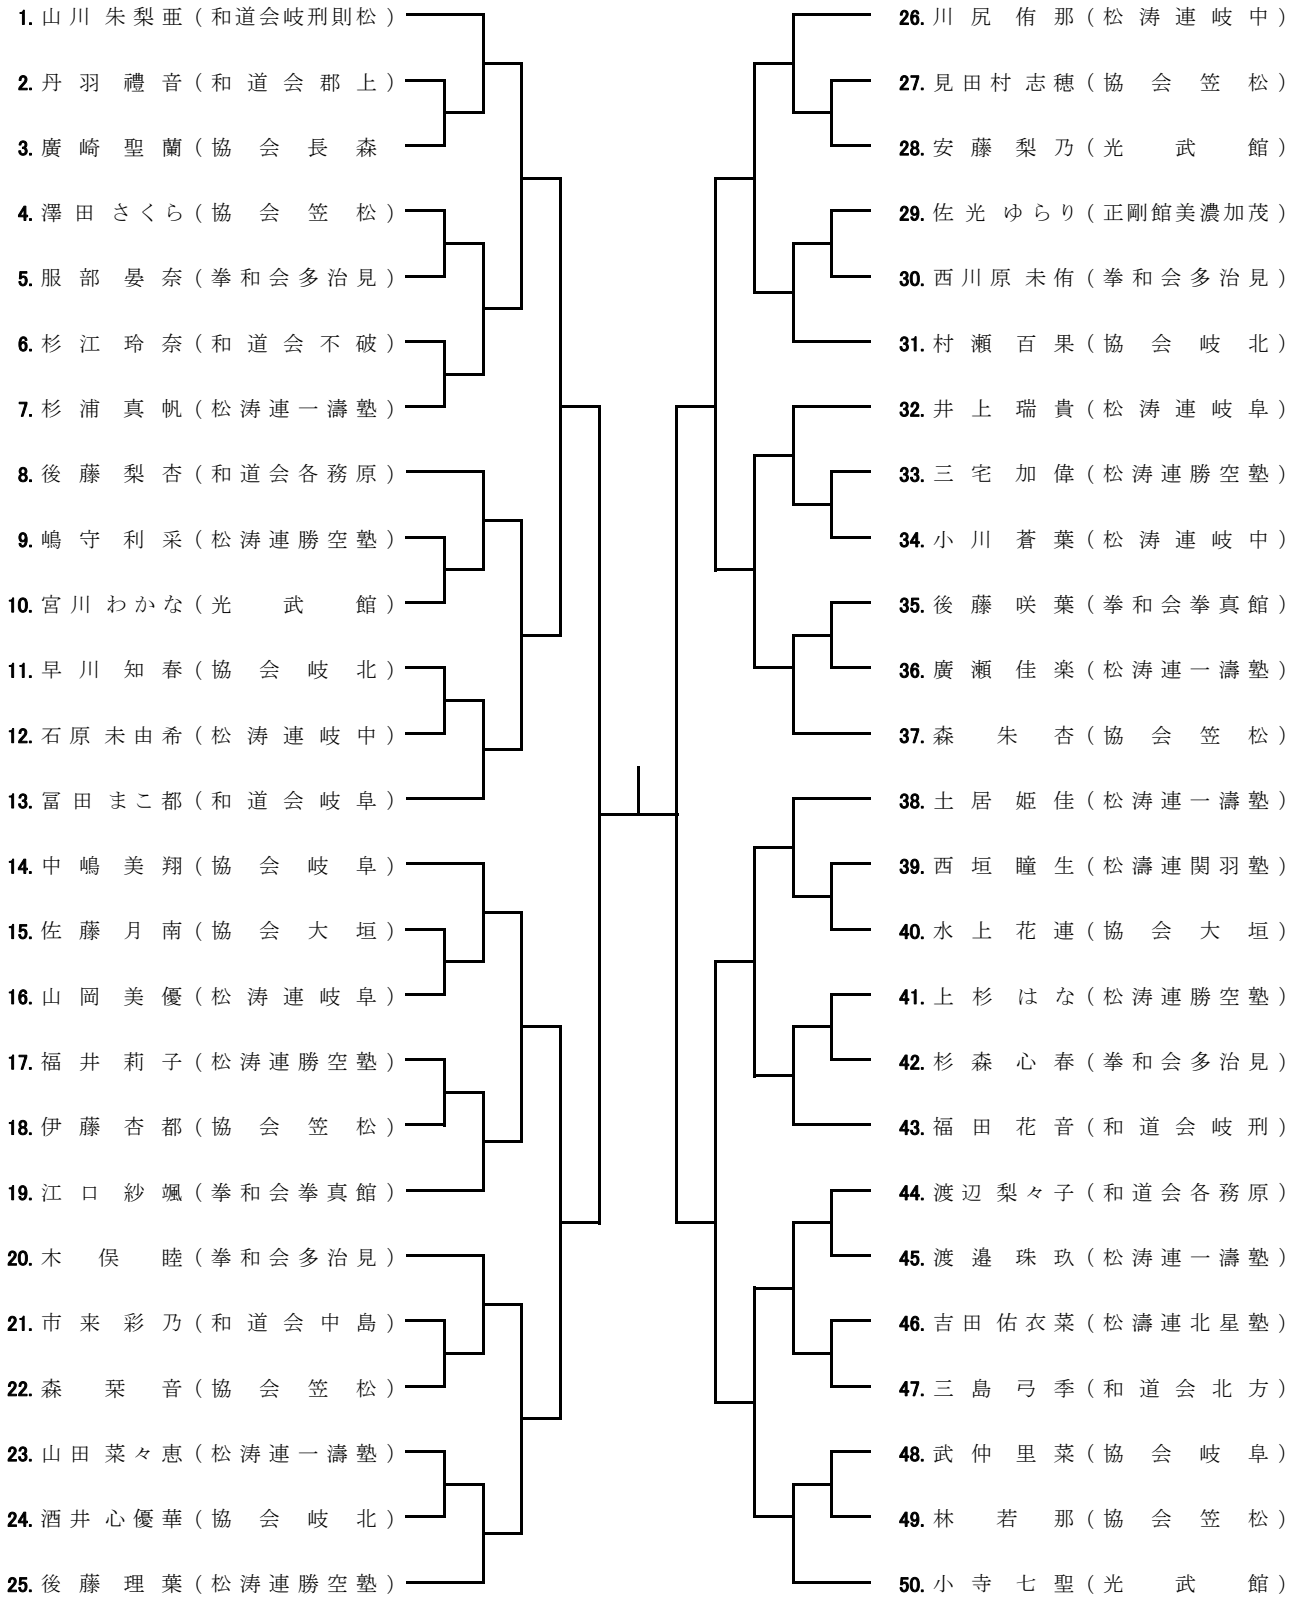 1. 山川 朱梨亜 (和道会岐刑則松)
2. 丹羽 禮音 (和道会郡上)
3. 廣崎聖蘭 (協会長森
4. 澤田 さくら (協会笠松)
5. 服部 晏奈 (拳和会多治見)
6. 杉江 玲奈 (和道会不破)
7. 杉浦真帆 (松涛連一濤塾)
8. 後藤梨杏 (和道会各務原)
9. 嶋守利采 (松涛連勝空塾)
10. 宮川 わかな (光武館)
11. 早川知春 (協会岐北)
12. 石原 未由希 (松涛連岐中)
13. 冨田 まこ都 (和道会岐阜)
14. 中嶋美翔 (協会岐阜)
15. 佐藤月南 (協会大垣)
16. 山岡美優 (松涛連岐阜)
17. 福井莉子 (松涛連勝空塾)
18. 伊藤杏都 (協会笠松)
19. 江口紗颯 (拳和会拳真館)
20. 木俣睦 (拳和会多治見)
21. 市来彩乃 (和道会中島)
22. 森栞音 (協会笠松)
23. 山田 菜々恵 (松涛連一濤塾)
24. 酒井 心優華 (協会岐北)
25. 後藤理葉 (松涛連勝空塾)
26. 川尻侑那 (松涛連岐中)
27. 見田村 志穂 (協会笠松)
28. 安藤梨乃 (光武館)
29. 佐光 ゆらり (正剛館美濃加茂)
30. 西川原 未侑 (拳和会多治見)
31. 村瀬百果 (協会岐北)
32. 井上瑞貴 (松涛連岐阜)
33. 三宅加偉 (松涛連勝空塾)
34. 小川蒼葉 (松涛連岐中)
35. 後藤咲葉 (拳和会拳真館)
36. 廣瀬佳楽 (松涛連一濤塾)
37. 森朱杏 (協会笠松)
38. 土居姫佳 (松涛連一濤塾)
39. 西垣瞳生 (松濤連関羽塾)
40. 水上花連 (協会大垣)
41. 上杉はな (松涛連勝空塾)
42. 杉森心春 (拳和会多治見)
43. 福田花音 (和道会岐刑)
44. 渡辺 梨々子 (和道会各務原)
45. 渡邉珠玖 (松涛連一濤塾)
46. 吉田 佑衣菜 (松濤連北星塾)
47. 三島弓季 (和道会北方)
48. 武仲里菜 (協会岐阜)
49. 林若那 (協会笠松)
50. 小寺七聖 (光武館)